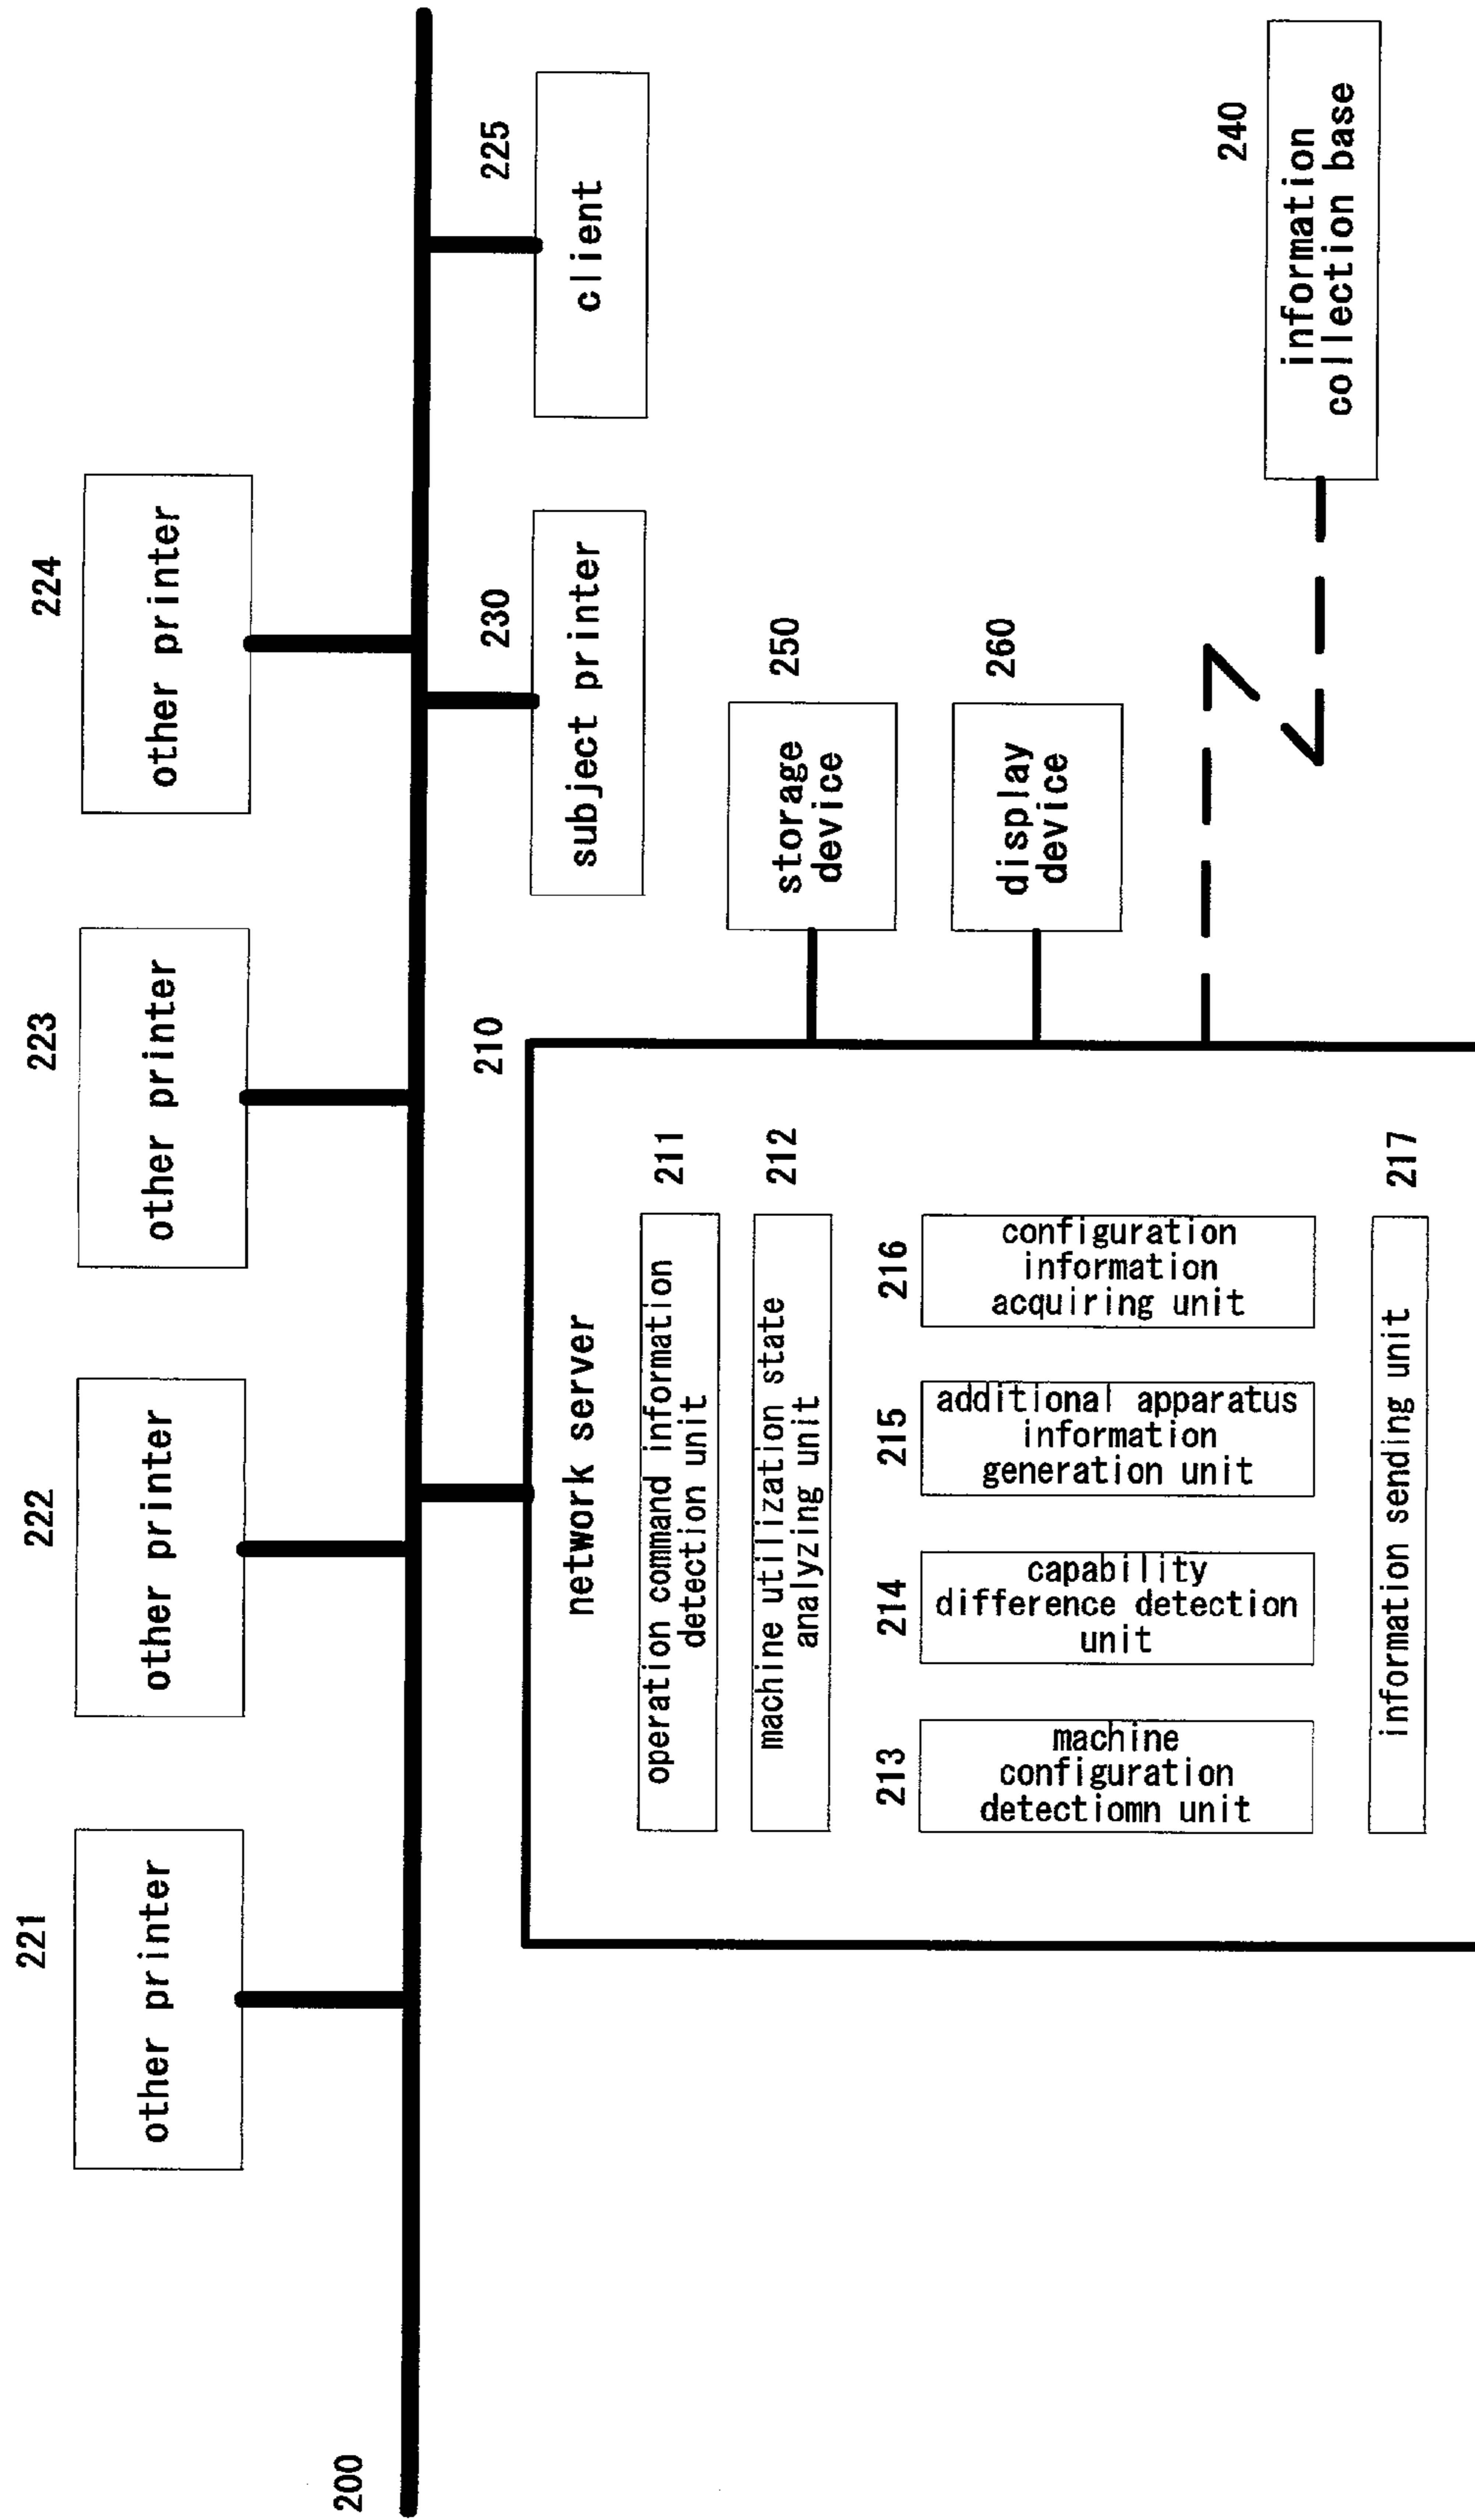 221
222
223
224
other printer
other printer
other printer
other printer
200
210
230
225
subject printer
client
network server
operation command information
detection unit
211
machine utilization state
analyzing unit
212
250
storage
device
213
214
215
216
machine
configuration
detectiomn unit
capability
difference detection
unit
additional apparatus
information
generation unit
configuration
information
acquiring unit
260
display
device
240
information
collection base
information sending unit
217